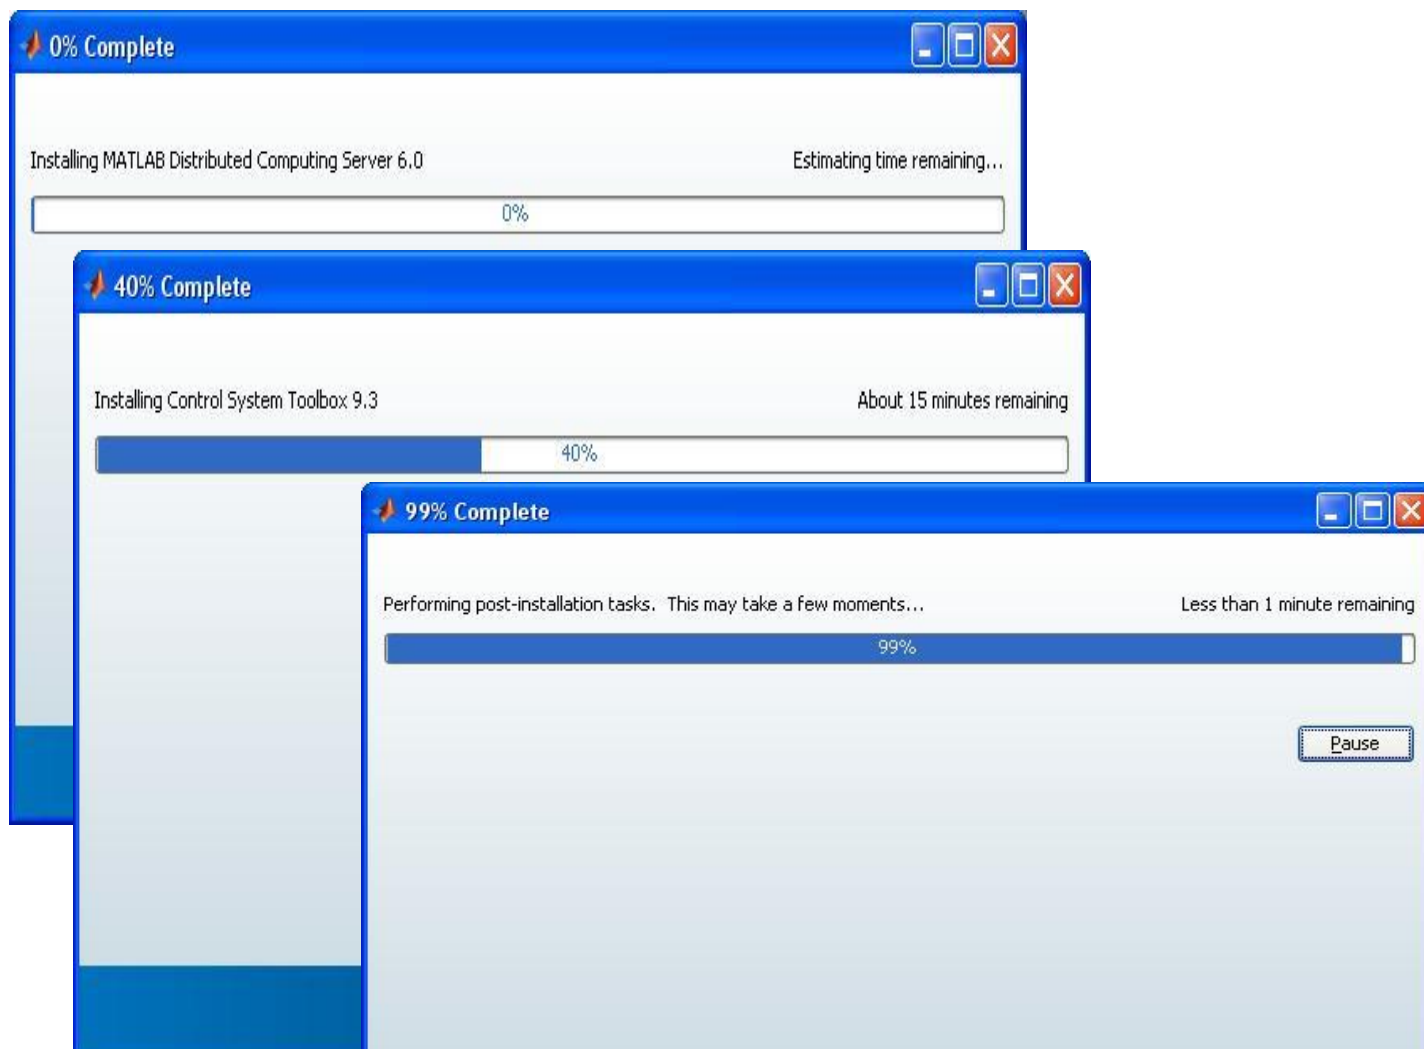 0% Complete
Installing MATLAB Distributed Computing Server 6.0
Estimating time remaining...
0%
40% Complete
Installing Control System Toolbox 9.3
About 15 minutes remaining
40%
99% Complete
Performing post-installation tasks.  This may take a few moments...
Less than 1 minute remaining
99%
Pause